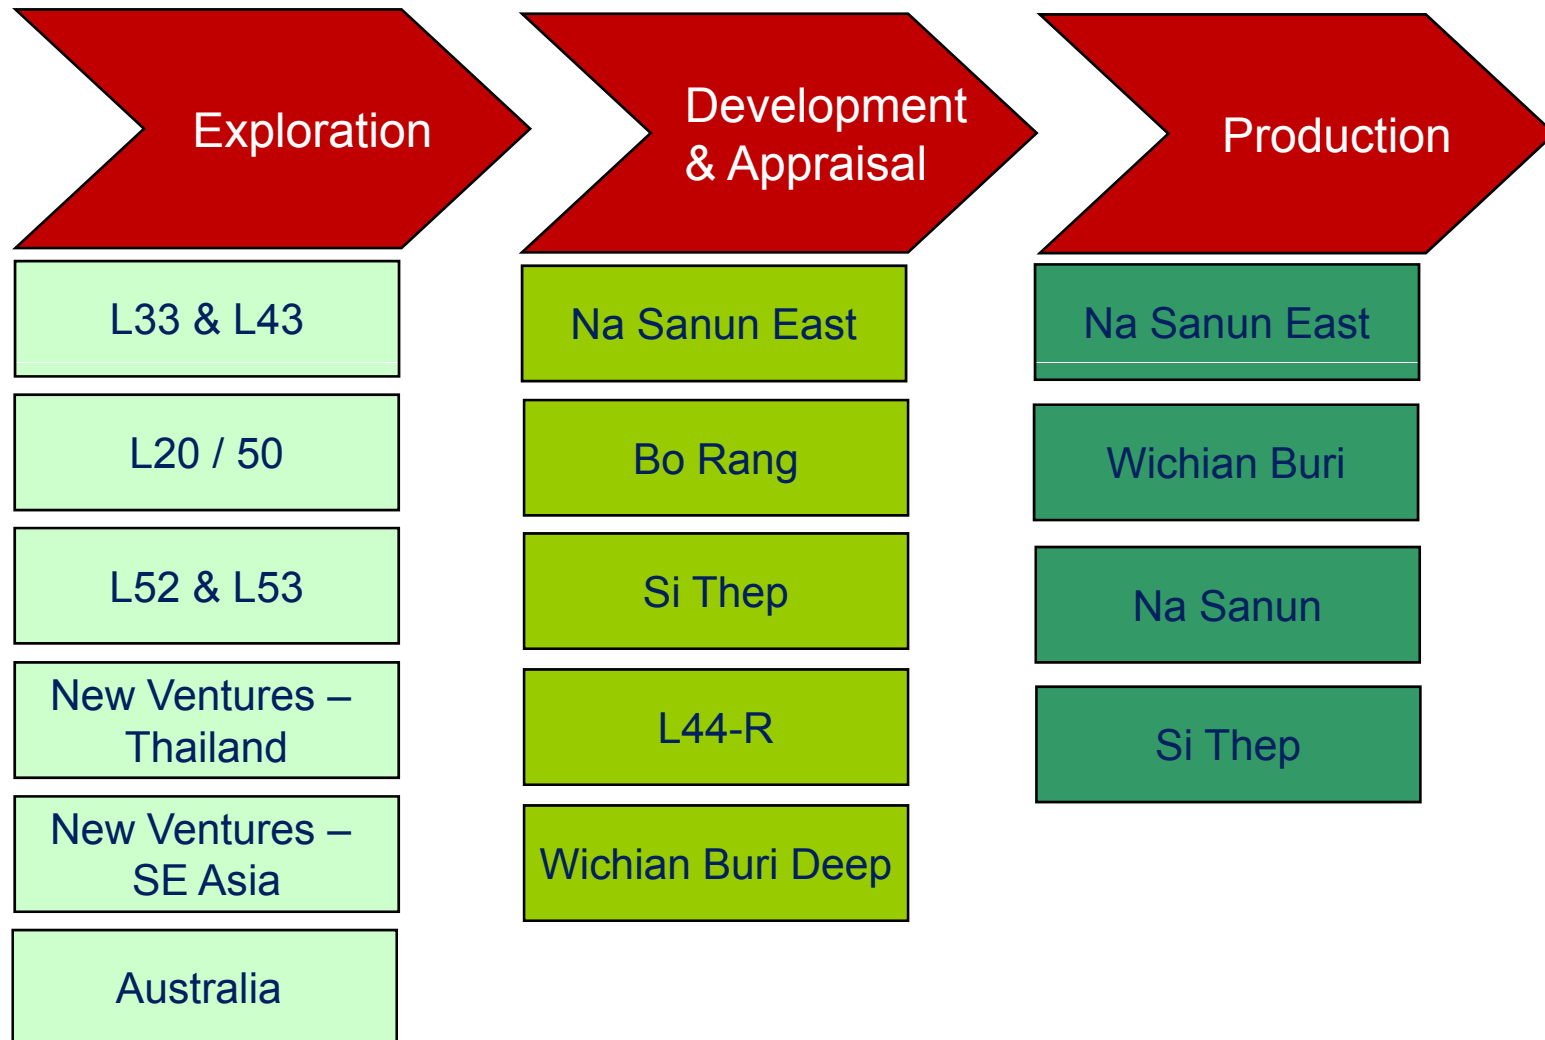 Exploration
Development
& Appraisal
Production
L33 & L43
L20 / 50
L52 & L53
New Ventures –
Thailand
New Ventures –
SE Asia
Australia
Na Sanun East
Bo Rang
Si Thep
L44-R
Wichian Buri Deep
Na Sanun East
Wichian Buri
Na Sanun
Si Thep